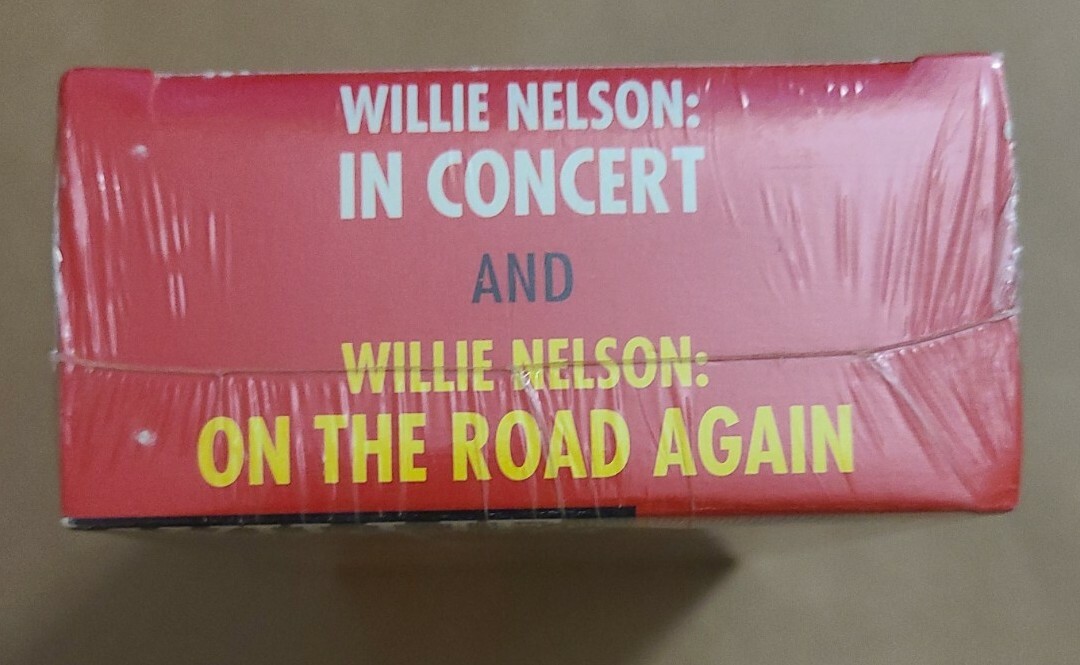 WILLIE NELSON:
IN CONCERT
AND
WILLIE NELSON:
ON THE ROAD AGAIN